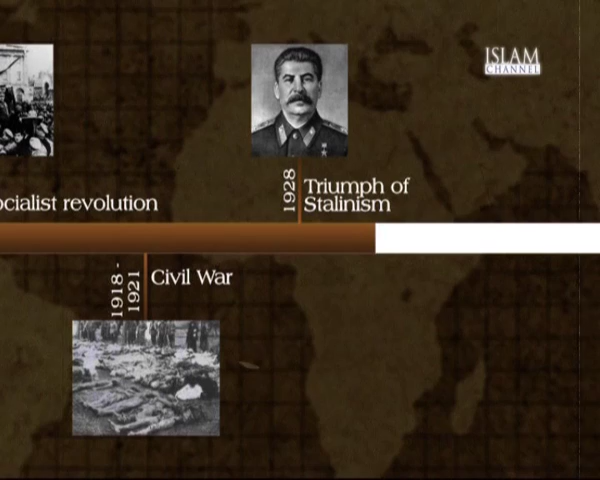 ISLAM
CHANNEL
1928
Triumph of
Stalinism
ocialist revolution
1918 -
1921
Civil War